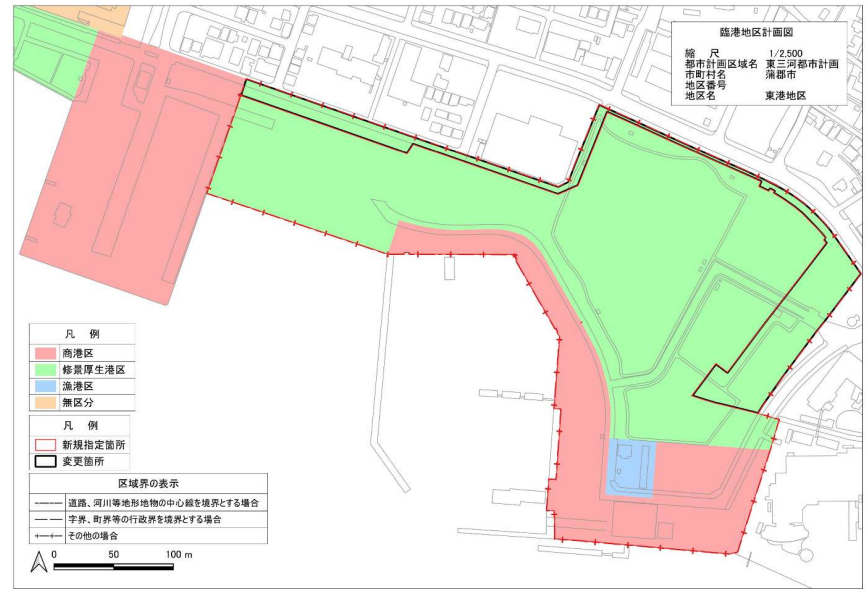 臨港地区計画図
縮　尺　1/2,500
都市計画区域名　東三河都市計画
市町村名　蒲郡市
地区番号
地区名　東港地区
凡　例
商港区
修景厚生港区
漁港区
無区分
凡　例
新規指定箇所
変更箇所
区域界の表示
道路、河川等地形地物の中心線を境界とする場合
字界、町界等の行政界を境界とする場合
その他の場合
0　50　100 m